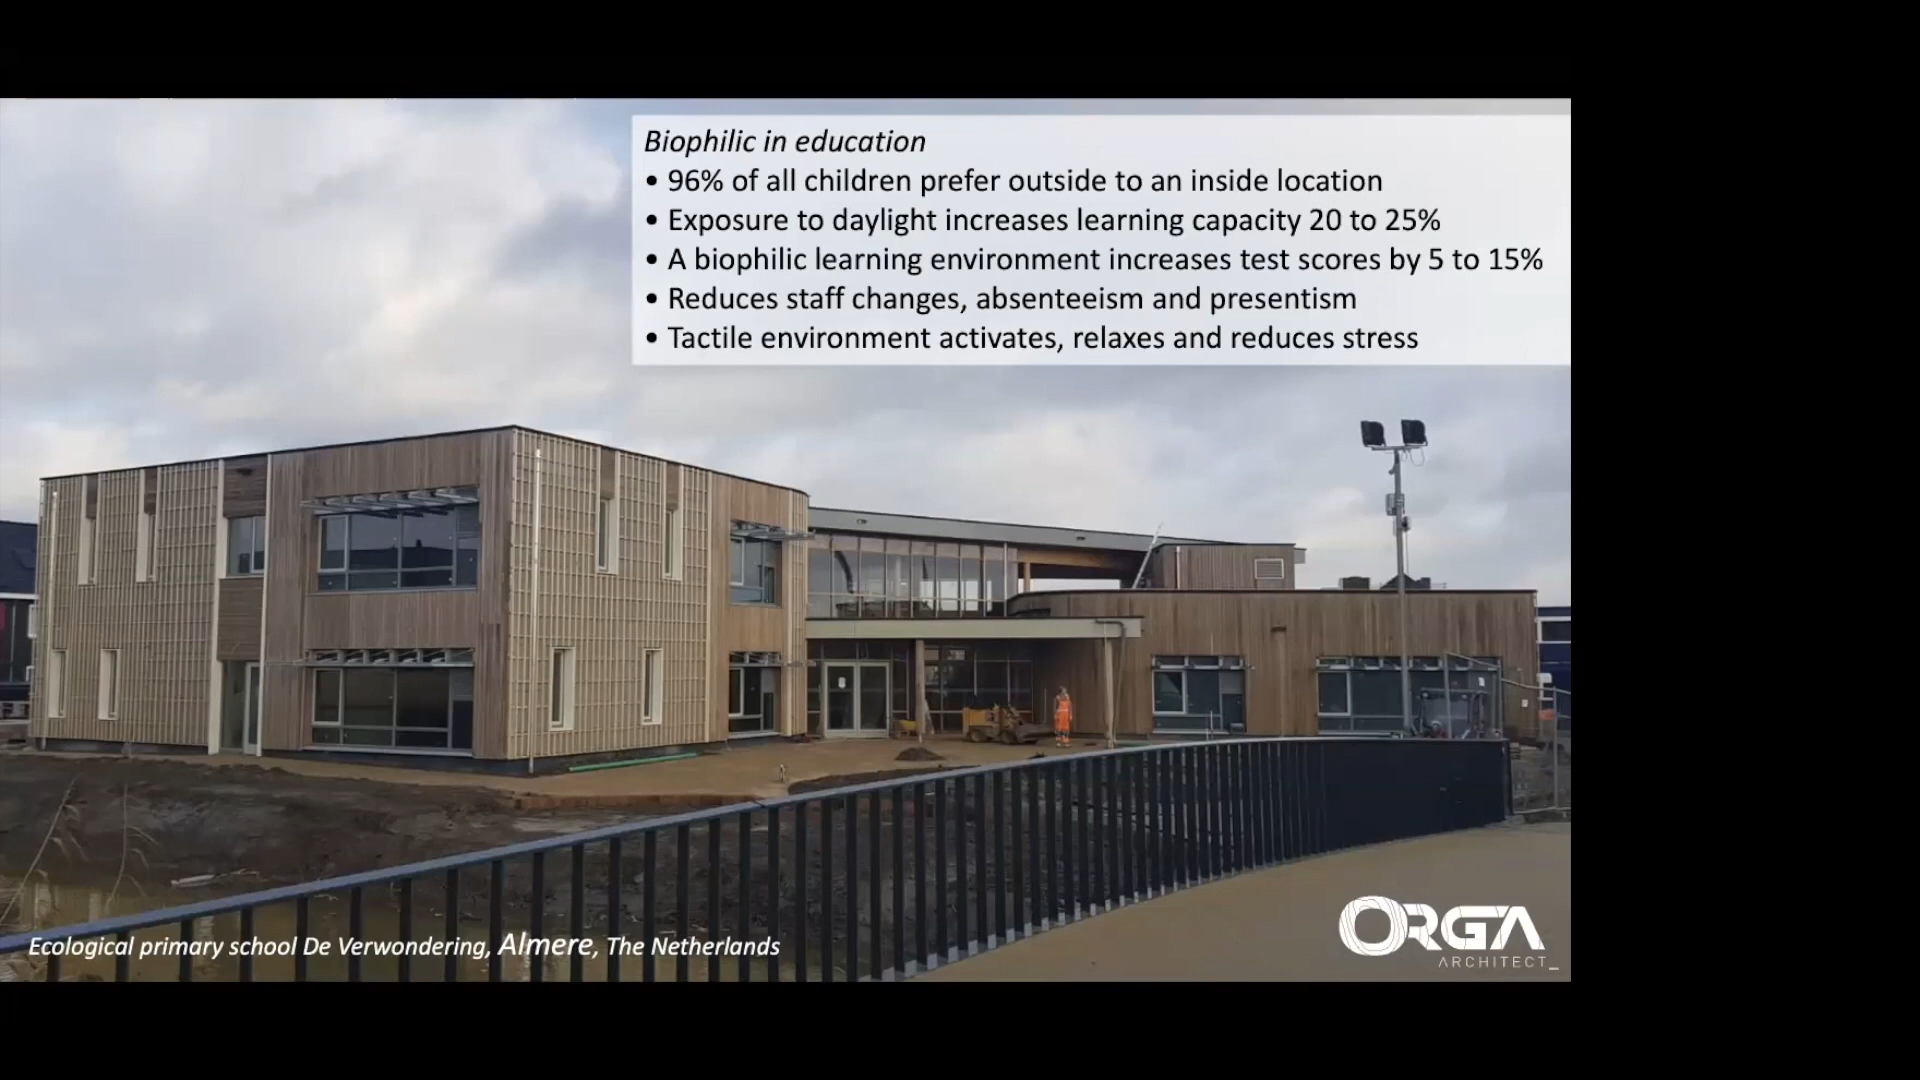 Biophilic in education
• 96% of all children prefer outside to an inside location
• Exposure to daylight increases learning capacity 20 to 25%
• A biophilic learning environment increases test scores by 5 to 15%
• Reduces staff changes, absenteeism and presentism
• Tactile environment activates, relaxes and reduces stress
Ecological primary school De Verwondering, Almere, The Netherlands
ORGA
ARCHITECT_